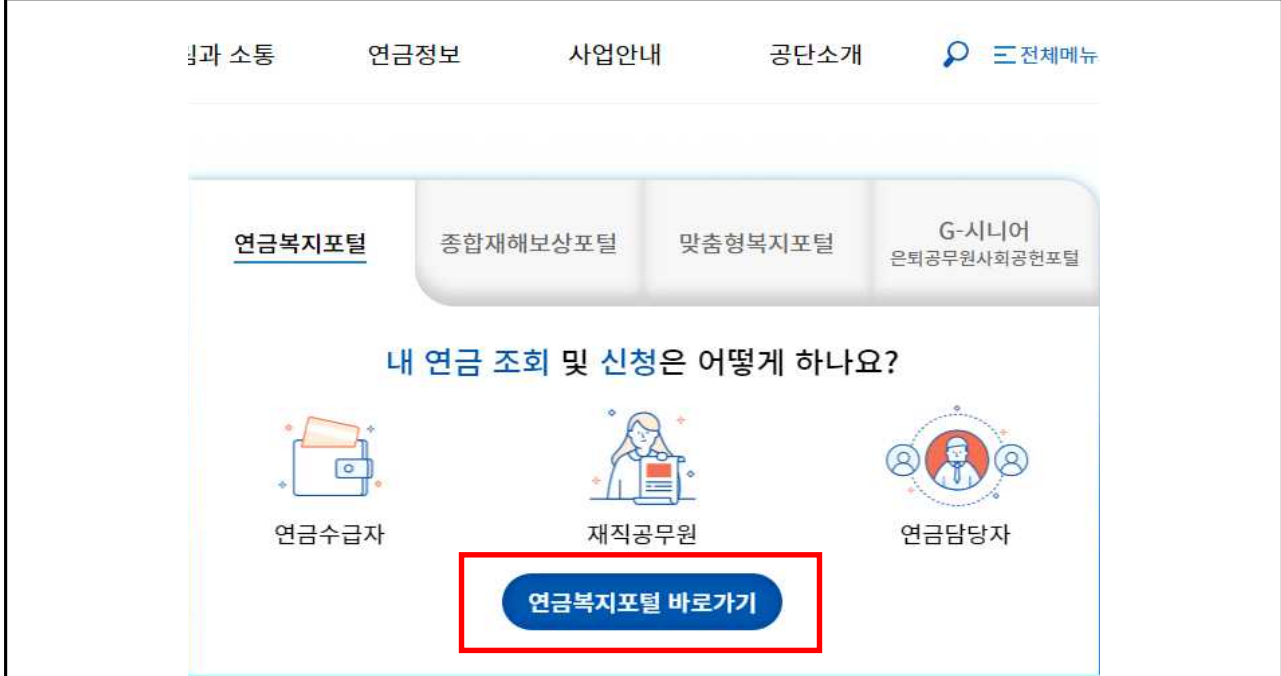 소통
연금정보
사업안내
공단소개
전체메뉴
연금복지포털
종합재해보상포털
맞춤형복지포털
G-시니어
은퇴공무원사회공헌포털
내 연금 조회 및 신청은 어떻게 하나요?
연금수급자
재직공무원
연금담당자
연금복지포털 바로가기